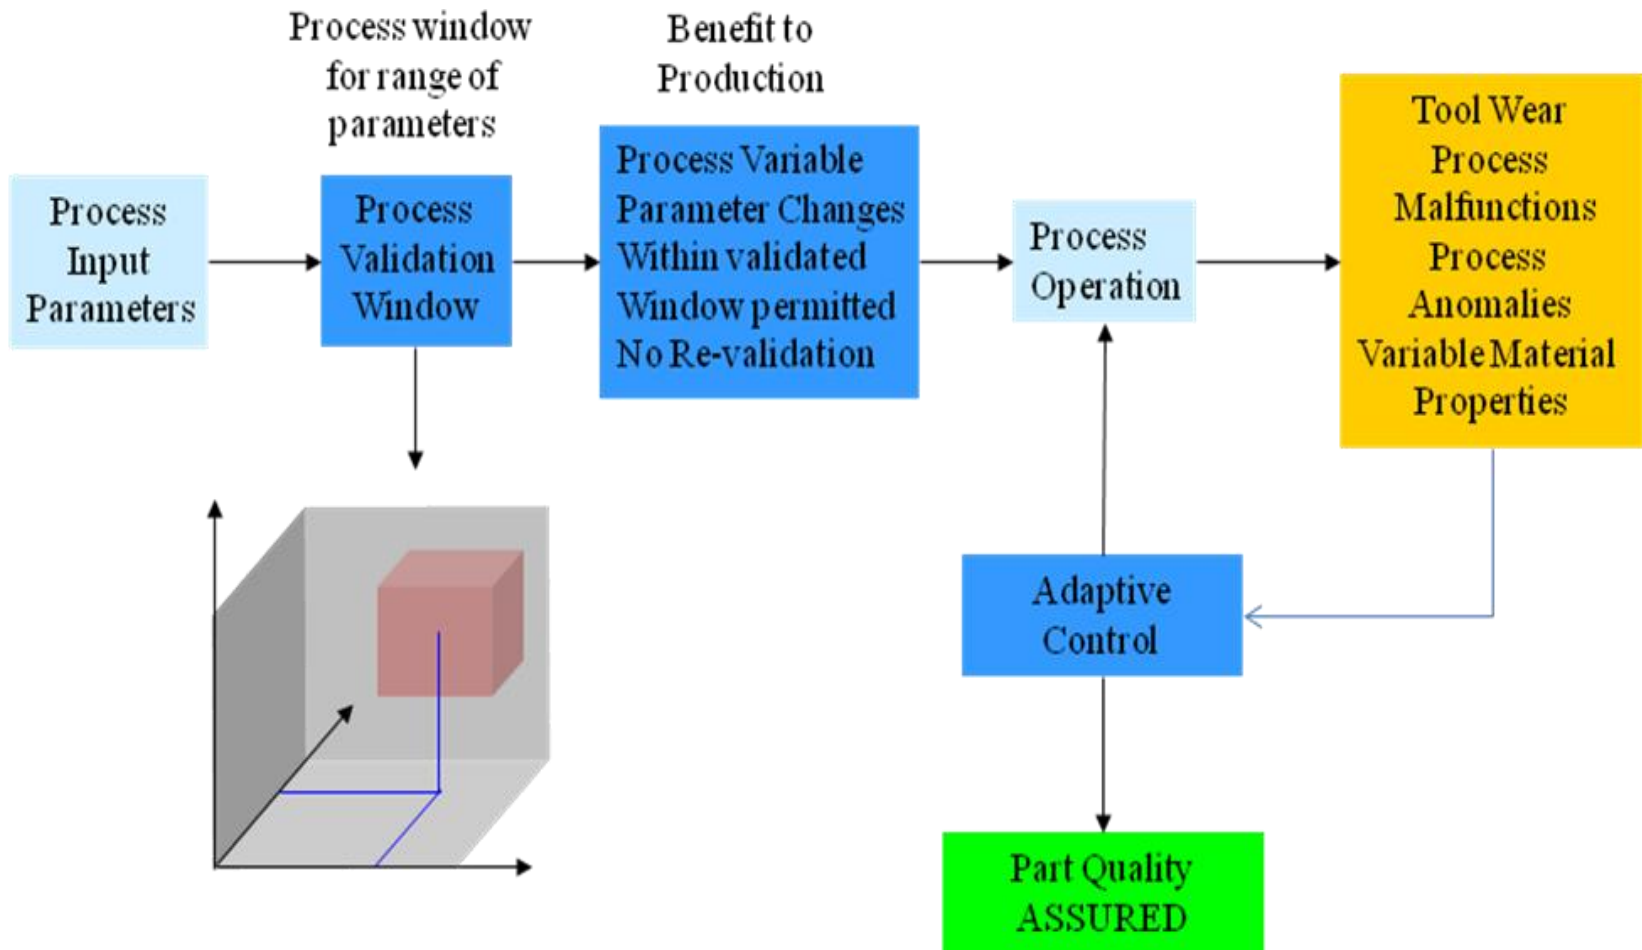 Process window
for range of
parameters
Benefit to
Production
Process
Input
Parameters
Process
Validation
Window
Process Variable
Parameter Changes
Within validated
Window permitted
No Re-validation
Process
Operation
Tool Wear
Process
Malfunctions
Process
Anomalies
Variable Material
Properties
Adaptive
Control
Part Quality
ASSURED